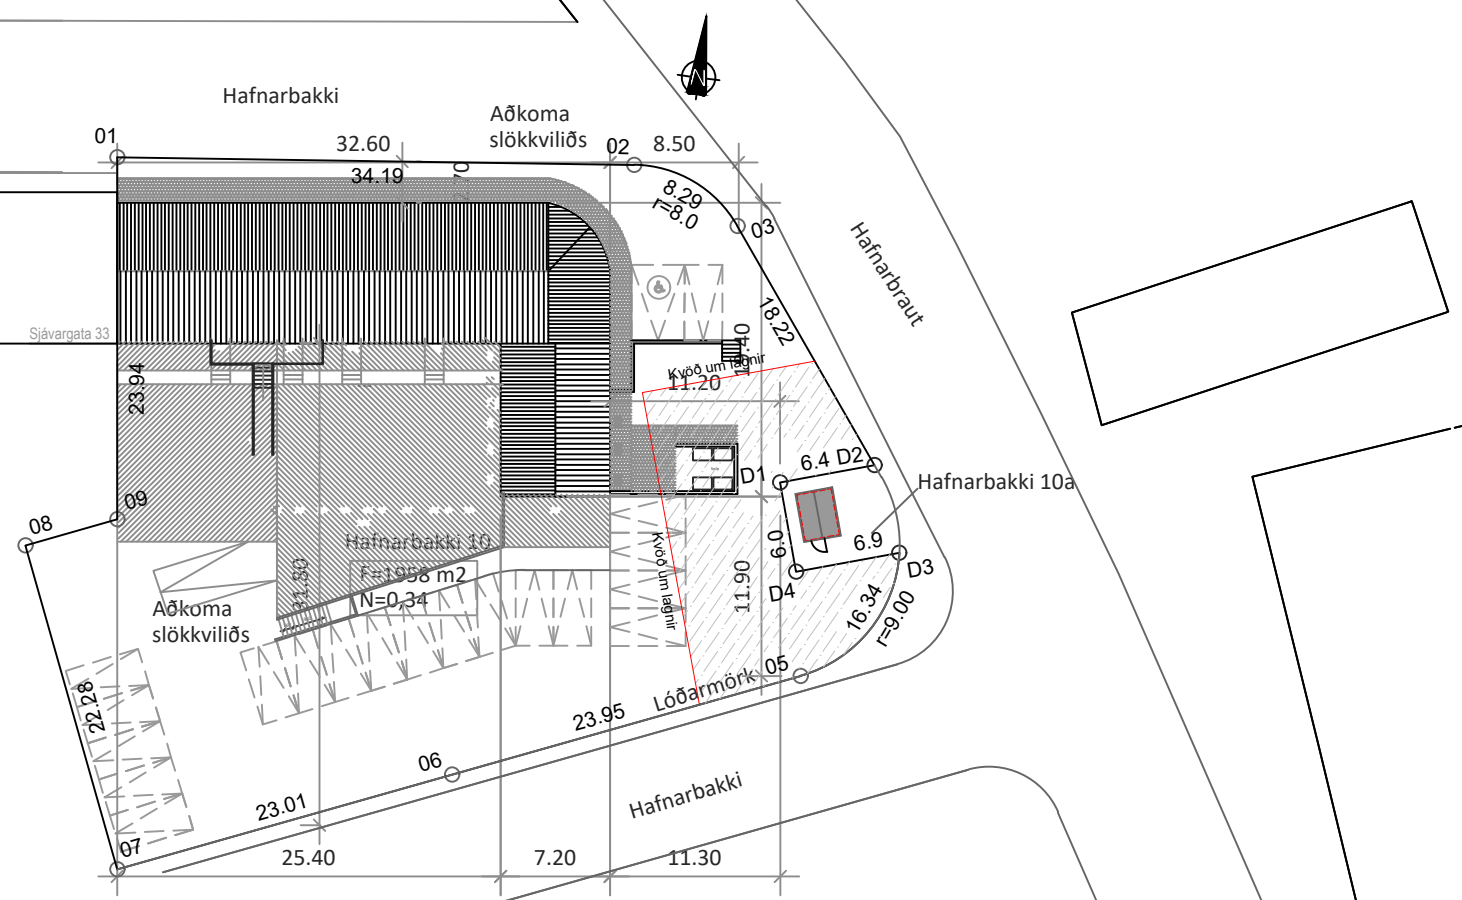 Hafnarbakki
Aðkoma
slökkviliðs
N
01
32.60
02
8.50
34.19
2.70
8.29
r=8.0
03
Hafnarbraut
18.22
Sjávargata 33
23.94
Kvöð um lagnir
11.20
D1
6.4
D2
Hafnarbakki 10a
09
08
Hafnarbakki 10
F=1958 m2
N=0,34
31.80
Kvöð um lagnir
6.0
6.9
D3
D4
11.90
16.34
r=9.00
Aðkoma
slökkviliðs
22.28
05
Lóðarmörk
23.95
06
Hafnarbakki
23.01
07
25.40
7.20
11.30